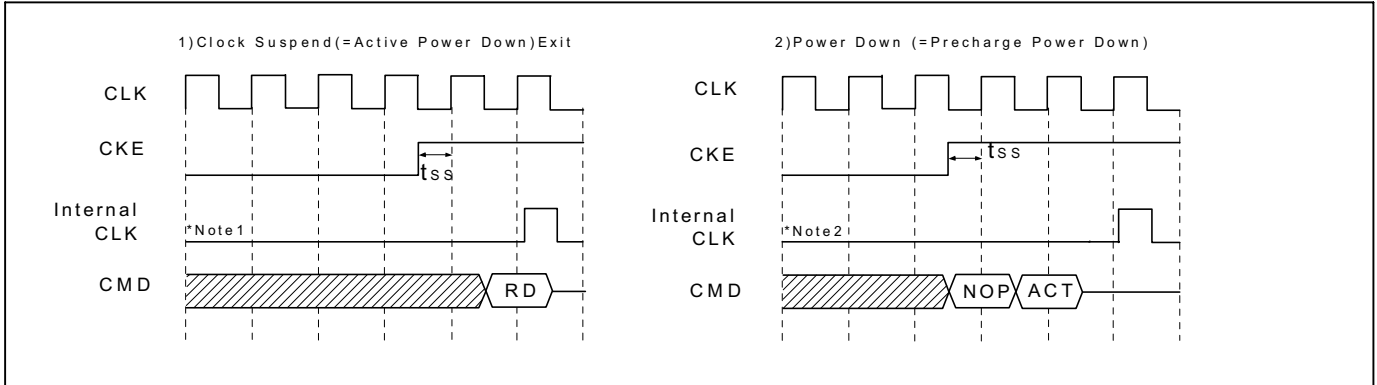 1)Clock Suspend(=Active Power Down)Exit
CLK
CKE
tss
Internal
CLK
*Note1
CMD
RD
2)Power Down (=Precharge Power Down)
CLK
CKE
tss
Internal
CLK
*Note2
CMD
NOP
ACT